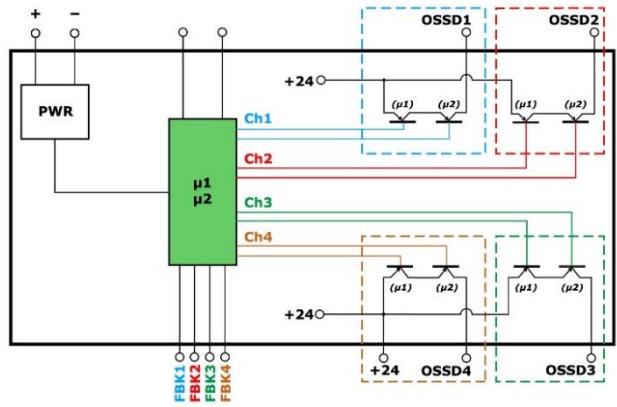 + −
OSSD1 OSSD2
+24
PWR
(µ1) (µ2) (µ1) (µ2)
Ch1
Ch2
µ1
µ2
Ch3
Ch4
(µ1) (µ2) (µ1) (µ2)
+24
+24 OSSD4 OSSD3
FBK1
FBK2
FBK3
FBK4